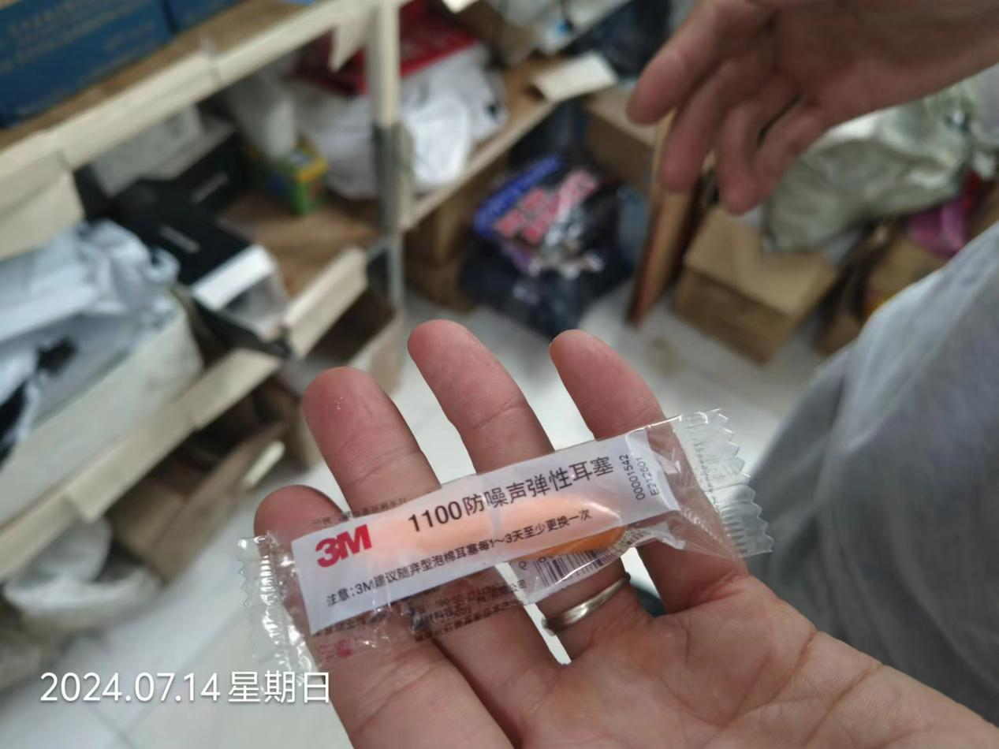 3M
1100防噪声弹性耳塞
注意:3M建议随弃型泡棉耳塞每1～3天至少更换一次
00001542
E212601
2024.07.14 星期日